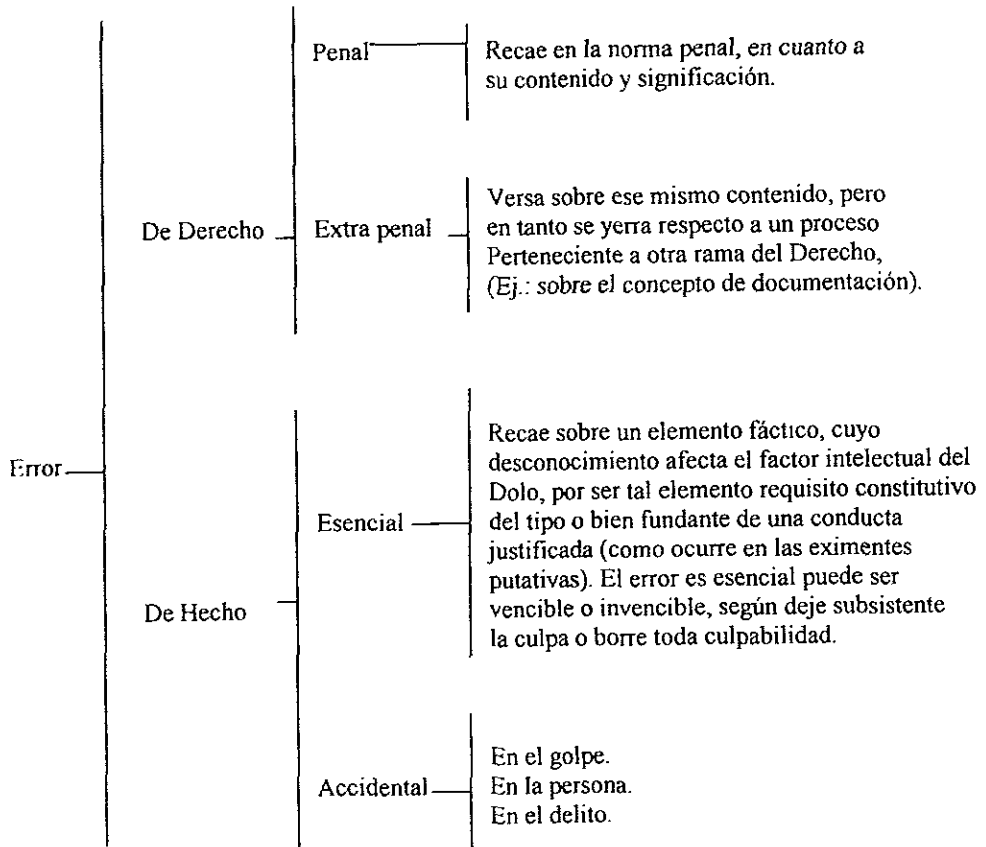 Error
De Derecho
Penal
Recae en la norma penal, en cuanto a
su contenido y significación.
Extra penal
Versa sobre ese mismo contenido, pero
en tanto se yerra respecto a un proceso
Perteneciente a otra rama del Derecho,
(Ej.: sobre el concepto de documentación).
De Hecho
Esencial
Recae sobre un elemento fáctico, cuyo
desconocimiento afecta el factor intelectual del
Dolo, por ser tal elemento requisito constitutivo
del tipo o bien fundante de una conducta
justificada (como ocurre en las eximentes
putativas). El error es esencial puede ser
vencible o invencible, según deje subsistente
la culpa o borre toda culpabilidad.
Accidental
En el golpe.
En la persona.
En el delito.